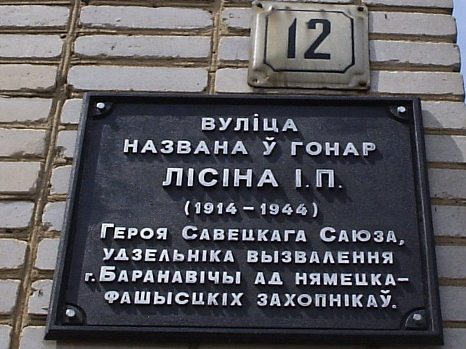 12
ВУЛІЦА
НАЗВАНА Ў ГОНАР
ЛІСІНА І.П.
(1914–1944)
ГЕРОЯ САВЕЦКАГА САЮЗА,
УДЗЕЛЬНІКА ВЫЗВАЛЕННЯ
г. БАРАНАВІЧЫ АД НЯМЕЦКА-
ФАШЫСЦКІХ ЗАХОПНІКАЎ.